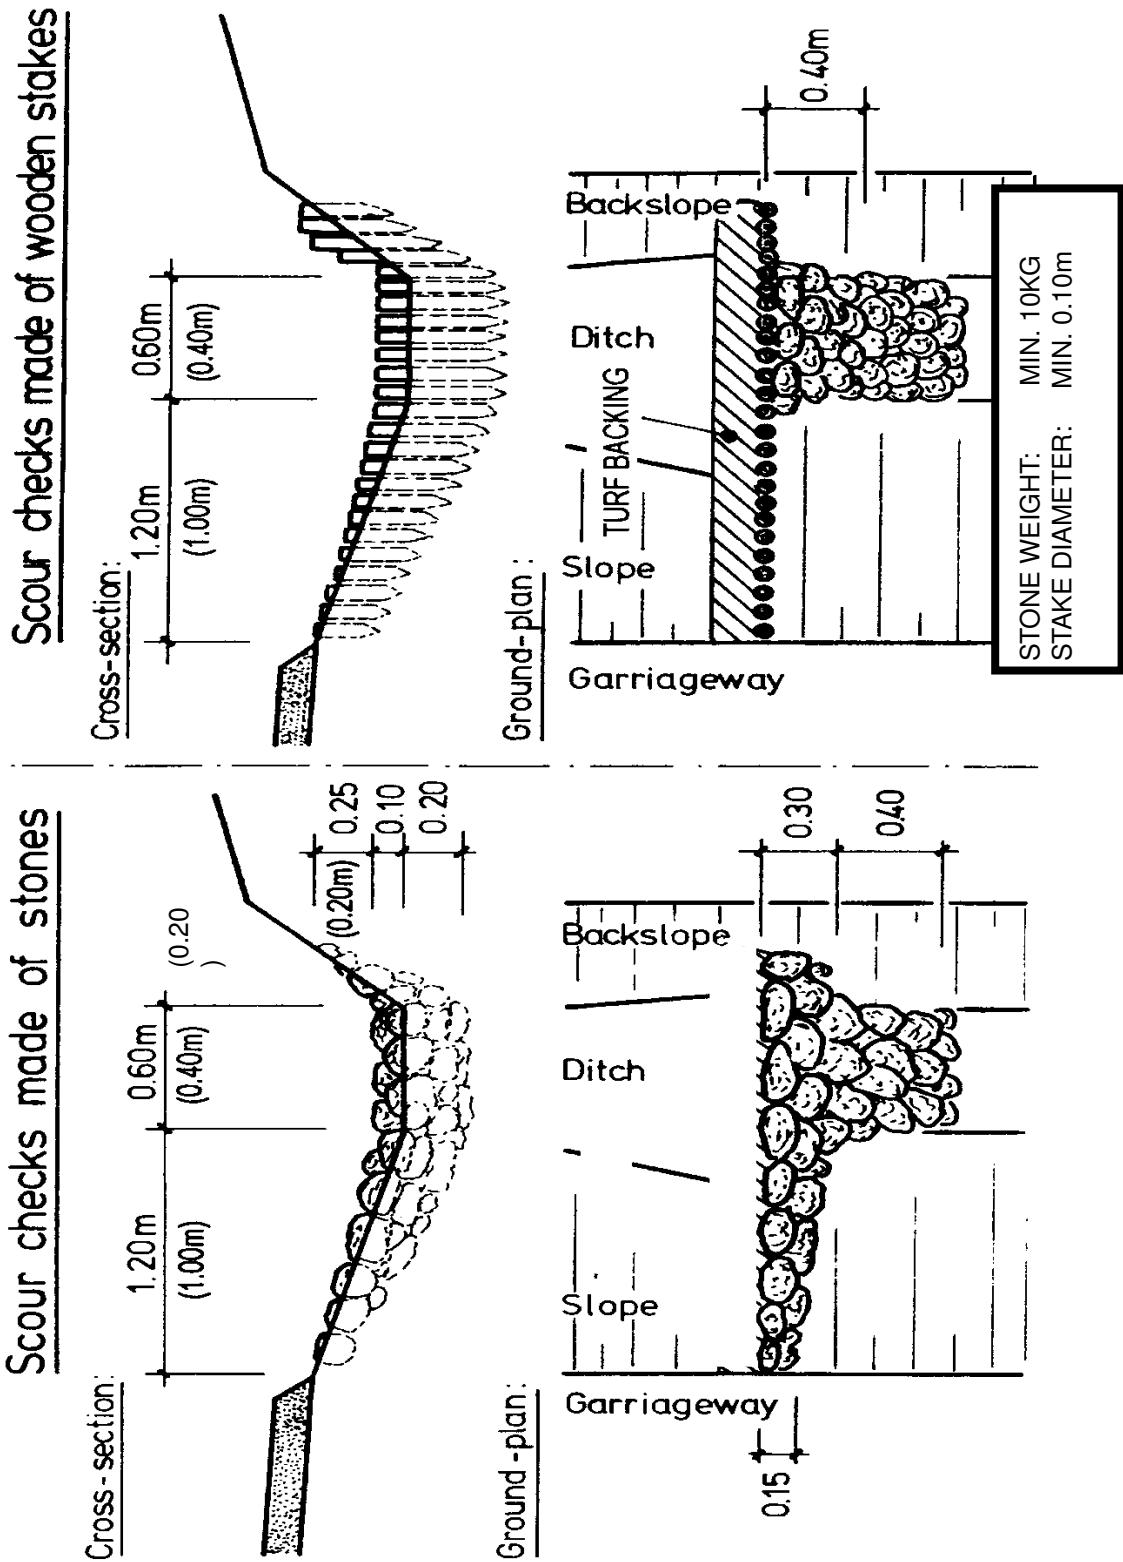 Scour checks made of stones
Cross-section:
1.20m
(1.00m)
0.60m
(0.40m)
(0.20
)
(0.20m)
0.25
0.10
0.20
Ground-plan:
Garriageway
Slope
Ditch
Backslope
0.15
0.30
0.40
Scour checks made of wooden stakes
Cross-section:
1.20m
(1.00m)
0.60m
(0.40m)
Ground-plan:
Garriageway
Slope
TURF BACKING
Ditch
Backslope
0.40m
STONE WEIGHT: MIN. 10KG
STAKE DIAMETER: MIN. 0.10m